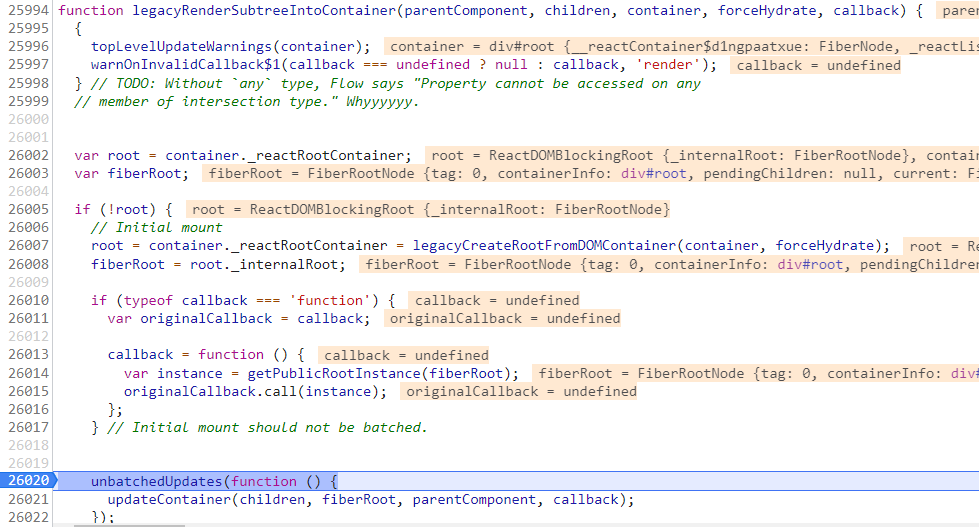 25994 function legacyRenderSubtreeIntoContainer(parentComponent, children, container, forceHydrate, callback) { paren
25995 {
25996 topLevelUpdateWarnings(container); container = div#root {__reactContainer$d1ngpaatxue: FiberNode, _reactLis
25997 warnOnInvalidCallback$1(callback === undefined ? null : callback, 'render'); callback = undefined
25998 } // TODO: Without `any` type, Flow says "Property cannot be accessed on any
25999 // member of intersection type." Whyyyyyy.
26000
26001
26002 var root = container._reactRootContainer; root = ReactDOMBlockingRoot {_internalRoot: FiberRootNode}, contain
26003 var fiberRoot; fiberRoot = FiberRootNode {tag: 0, containerInfo: div#root, pendingChildren: null, current: Fi
26004
26005 if (!root) { root = ReactDOMBlockingRoot {_internalRoot: FiberRootNode}
26006 // Initial mount
26007 root = container._reactRootContainer = legacyCreateRootFromDOMContainer(container, forceHydrate); root = Re
26008 fiberRoot = root._internalRoot; fiberRoot = FiberRootNode {tag: 0, containerInfo: div#root, pendingChildren
26009
26010 if (typeof callback === 'function') { callback = undefined
26011 var originalCallback = callback; originalCallback = undefined
26012
26013 callback = function () { callback = undefined
26014 var instance = getPublicRootInstance(fiberRoot); fiberRoot = FiberRootNode {tag: 0, containerInfo: div#
26015 originalCallback.call(instance); originalCallback = undefined
26016 };
26017 } // Initial mount should not be batched.
26018
26019
26020 unbatchedUpdates(function () {
26021 updateContainer(children, fiberRoot, parentComponent, callback);
26022 });